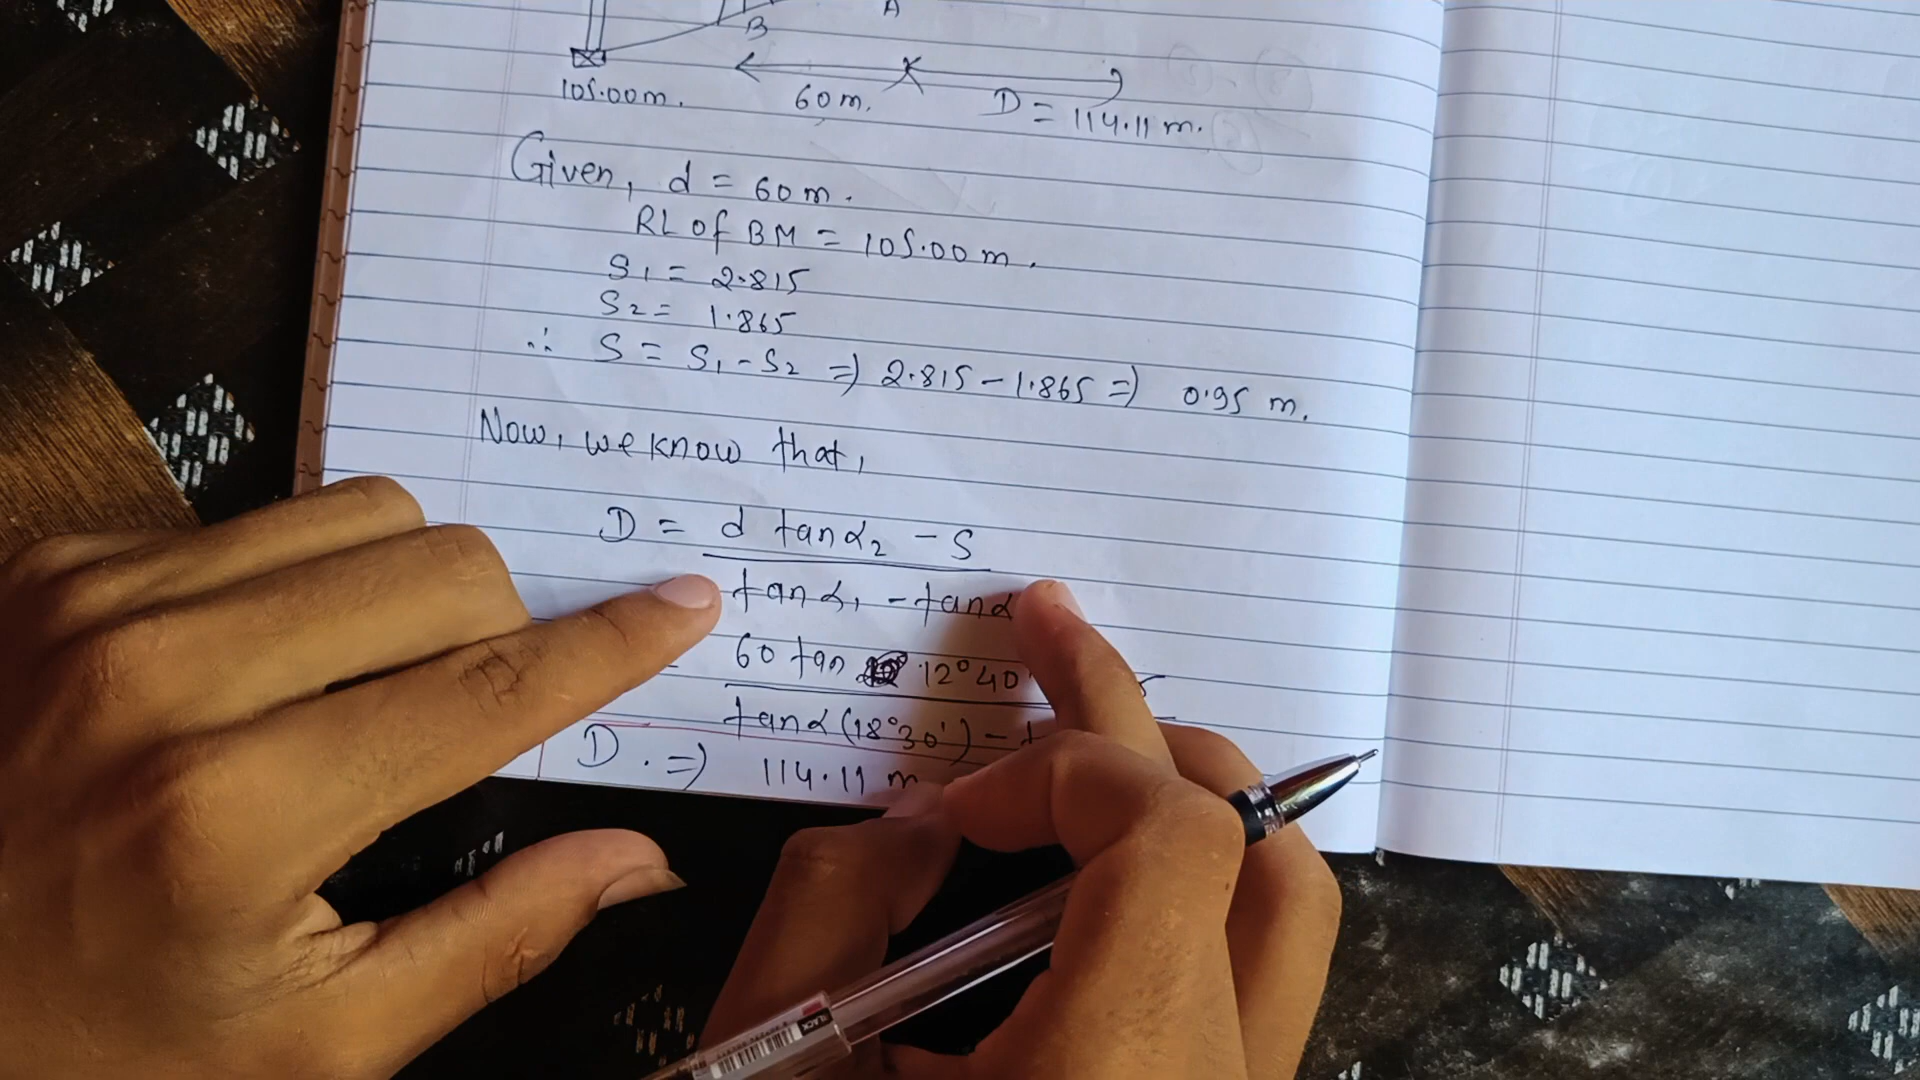 A
B
105.00m.
60m.
D = 114.11 m.
Given, d = 60m.
RL of BM = 105.00m.
S₁ = 2.815
S₂ = 1.865
∴ S = S₁ - S₂ ⇒ 2.815 - 1.865 ⇒ 0.95 m.
Now, we know that,
D = d tanα₂ - S
tanα₁ - tanα
60 tan 12°40'
tanα(18°30') -
D. ⇒ 114.11 m
BLACK